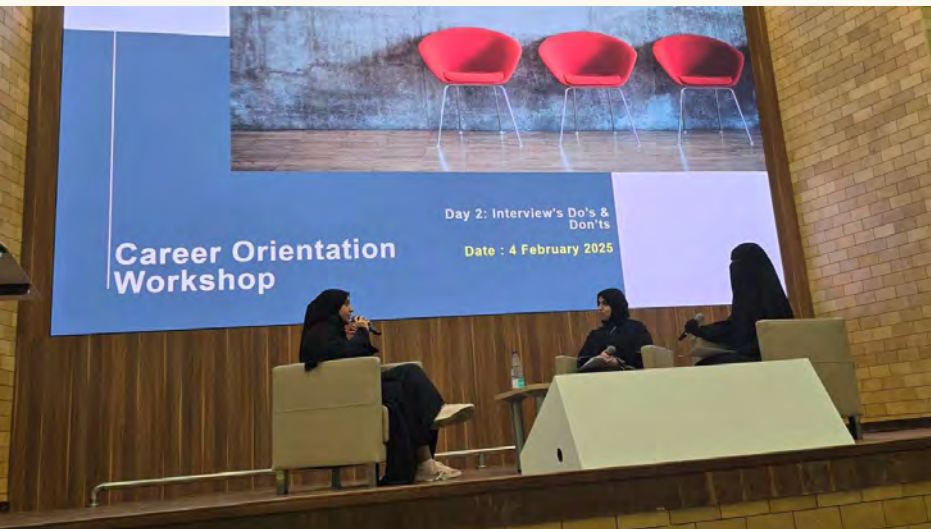 Career Orientation
Workshop
Day 2: Interview's Do's &
Don'ts
Date : 4 February 2025